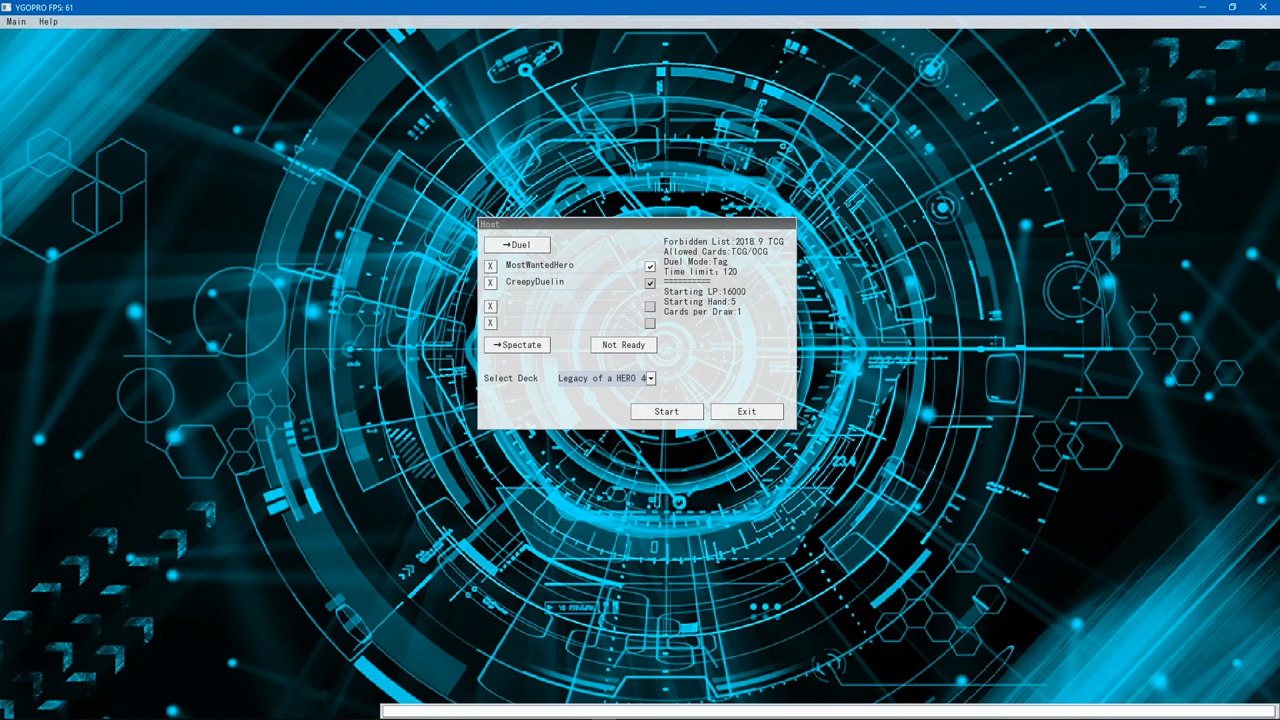 YGOPRO FPS: 61
Main Help
Host
→Duel
X MostWantedHero
X CreepyDuelin
X
X
→Spectate
Not Ready
Select Deck
Legacy of a HERO 4
Start
Exit
Forbidden List:2018.9 TCG
Allowed Cards:TCG/OCG
Duel Mode:Tag
Time limit: 120
==========
Starting LP:16000
Starting Hand:5
Cards per Draw:1
23.4